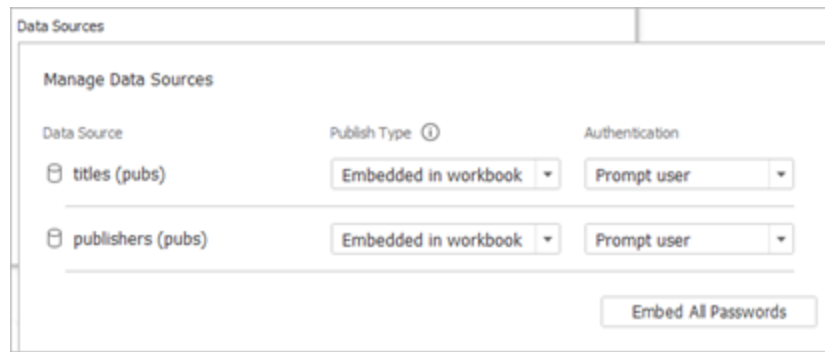 Data Sources
Manage Data Sources
Data Source Publish Type Authentication
titles (pubs) Embedded in workbook Prompt user
publishers (pubs) Embedded in workbook Prompt user
Embed All Passwords